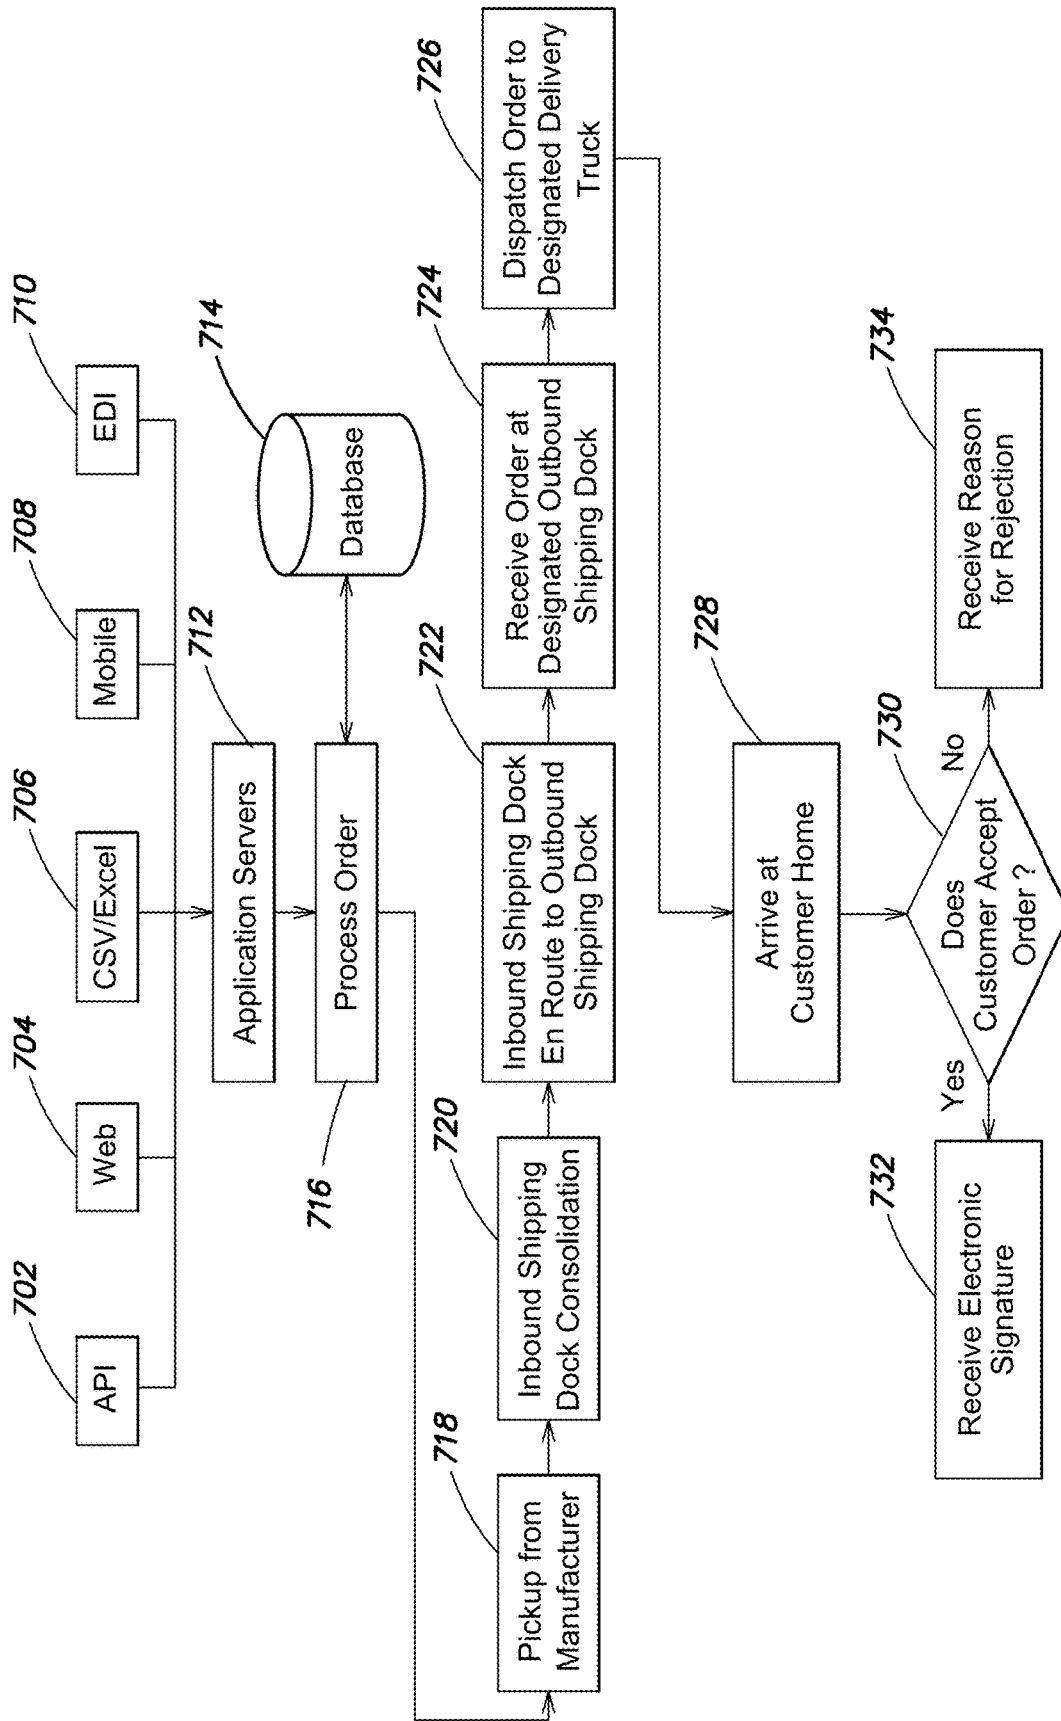 702
704
706
708
710
API
Web
CSV/Excel
Mobile
EDI
712
Application Servers
714
Database
716
Process Order
718
Pickup from
Manufacturer
720
Inbound Shipping
Dock Consolidation
722
Inbound Shipping Dock
En Route to Outbound
Shipping Dock
724
Receive Order at
Designated Outbound
Shipping Dock
726
Dispatch Order to
Designated Delivery
Truck
728
Arrive at
Customer Home
730
Does
Customer Accept
Order ?
Yes
No
732
Receive Electronic
Signature
734
Receive Reason
for Rejection